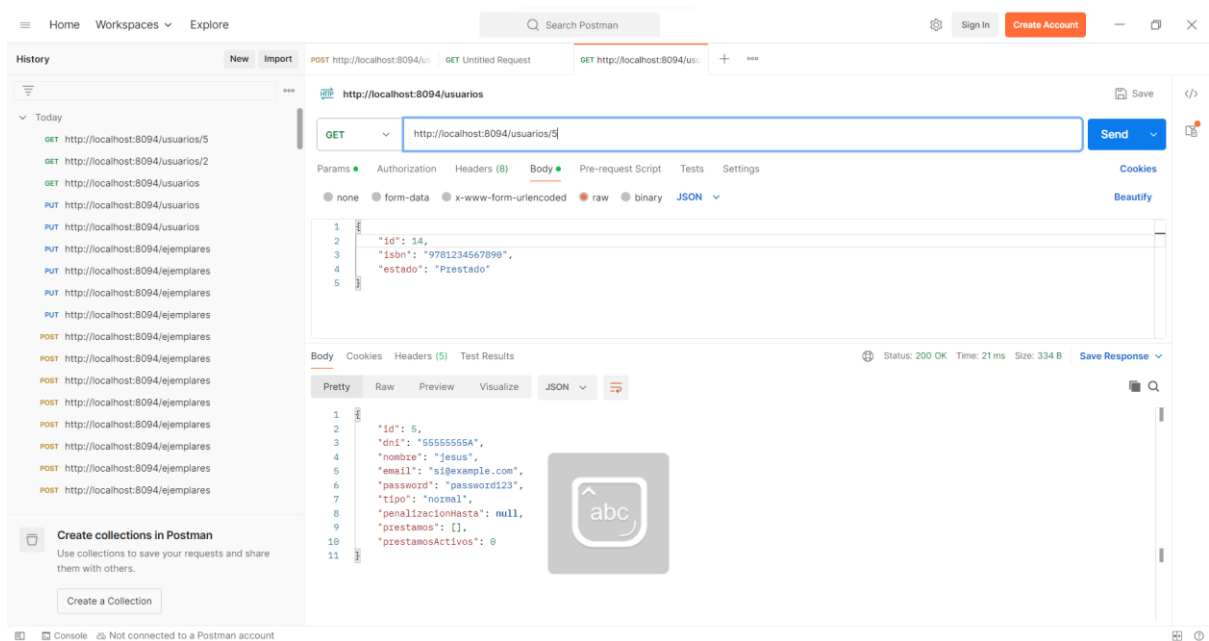 Home Workspaces Explore Search Postman Sign In Create Account
History New Import
Today
GET http://localhost:8094/usuarios/5
GET http://localhost:8094/usuarios/2
GET http://localhost:8094/usuarios
PUT http://localhost:8094/usuarios
PUT http://localhost:8094/usuarios
PUT http://localhost:8094/ejemplares
PUT http://localhost:8094/ejemplares
PUT http://localhost:8094/ejemplares
PUT http://localhost:8094/ejemplares
POST http://localhost:8094/ejemplares
POST http://localhost:8094/ejemplares
POST http://localhost:8094/ejemplares
POST http://localhost:8094/ejemplares
POST http://localhost:8094/ejemplares
POST http://localhost:8094/ejemplares
POST http://localhost:8094/ejemplares
POST http://localhost:8094/ejemplares
Create collections in Postman
Use collections to save your requests and share
them with others.
Create a Collection
POST http://localhost:8094/us GET Untitled Request GET http://localhost:8094/usu
HTTP http://localhost:8094/usuarios Save
GET http://localhost:8094/usuarios/5 Send
Params Authorization Headers (8) Body Pre-request Script Tests Settings Cookies
none form-data x-www-form-urlencoded raw binary JSON Beautify
1 {
2 "id": 14,
3 "isbn": "9781234567890",
4 "estado": "Prestado"
5 }
Body Cookies Headers (5) Test Results Status: 200 OK Time: 21 ms Size: 334 B Save Response
Pretty Raw Preview Visualize JSON
1 {
2 "id": 5,
3 "dni": "55555555A",
4 "nombre": "jesus",
5 "email": "si@example.com",
6 "password": "password123",
7 "tipo": "normal",
8 "penalizacionHasta": null,
9 "prestamos": [],
10 "prestamosActivos": 0
11 }
abc
Console Not connected to a Postman account